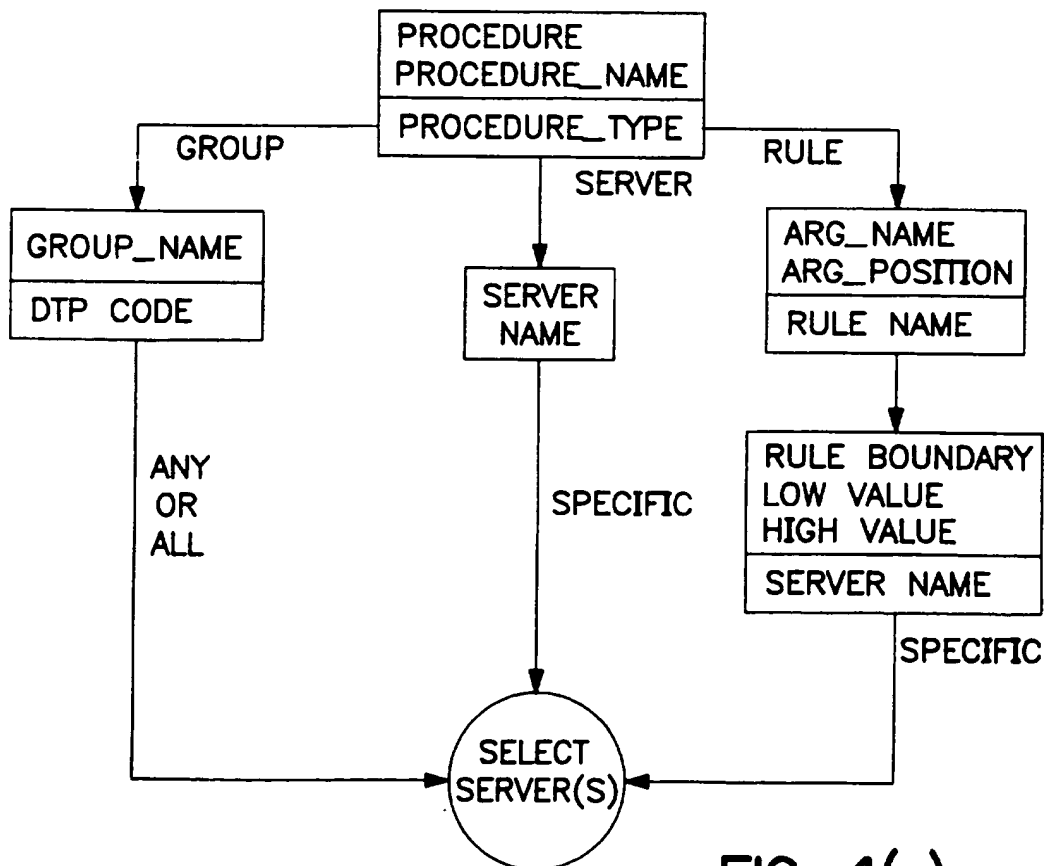 PROCEDURE
PROCEDURE_NAME
PROCEDURE_TYPE
GROUP
SERVER
RULE
GROUP_NAME
DTP CODE
SERVER
NAME
ARG_NAME
ARG_POSITION
RULE NAME
ANY
OR
ALL
SPECIFIC
RULE BOUNDARY
LOW VALUE
HIGH VALUE
SERVER NAME
SPECIFIC
SELECT
SERVER(S)